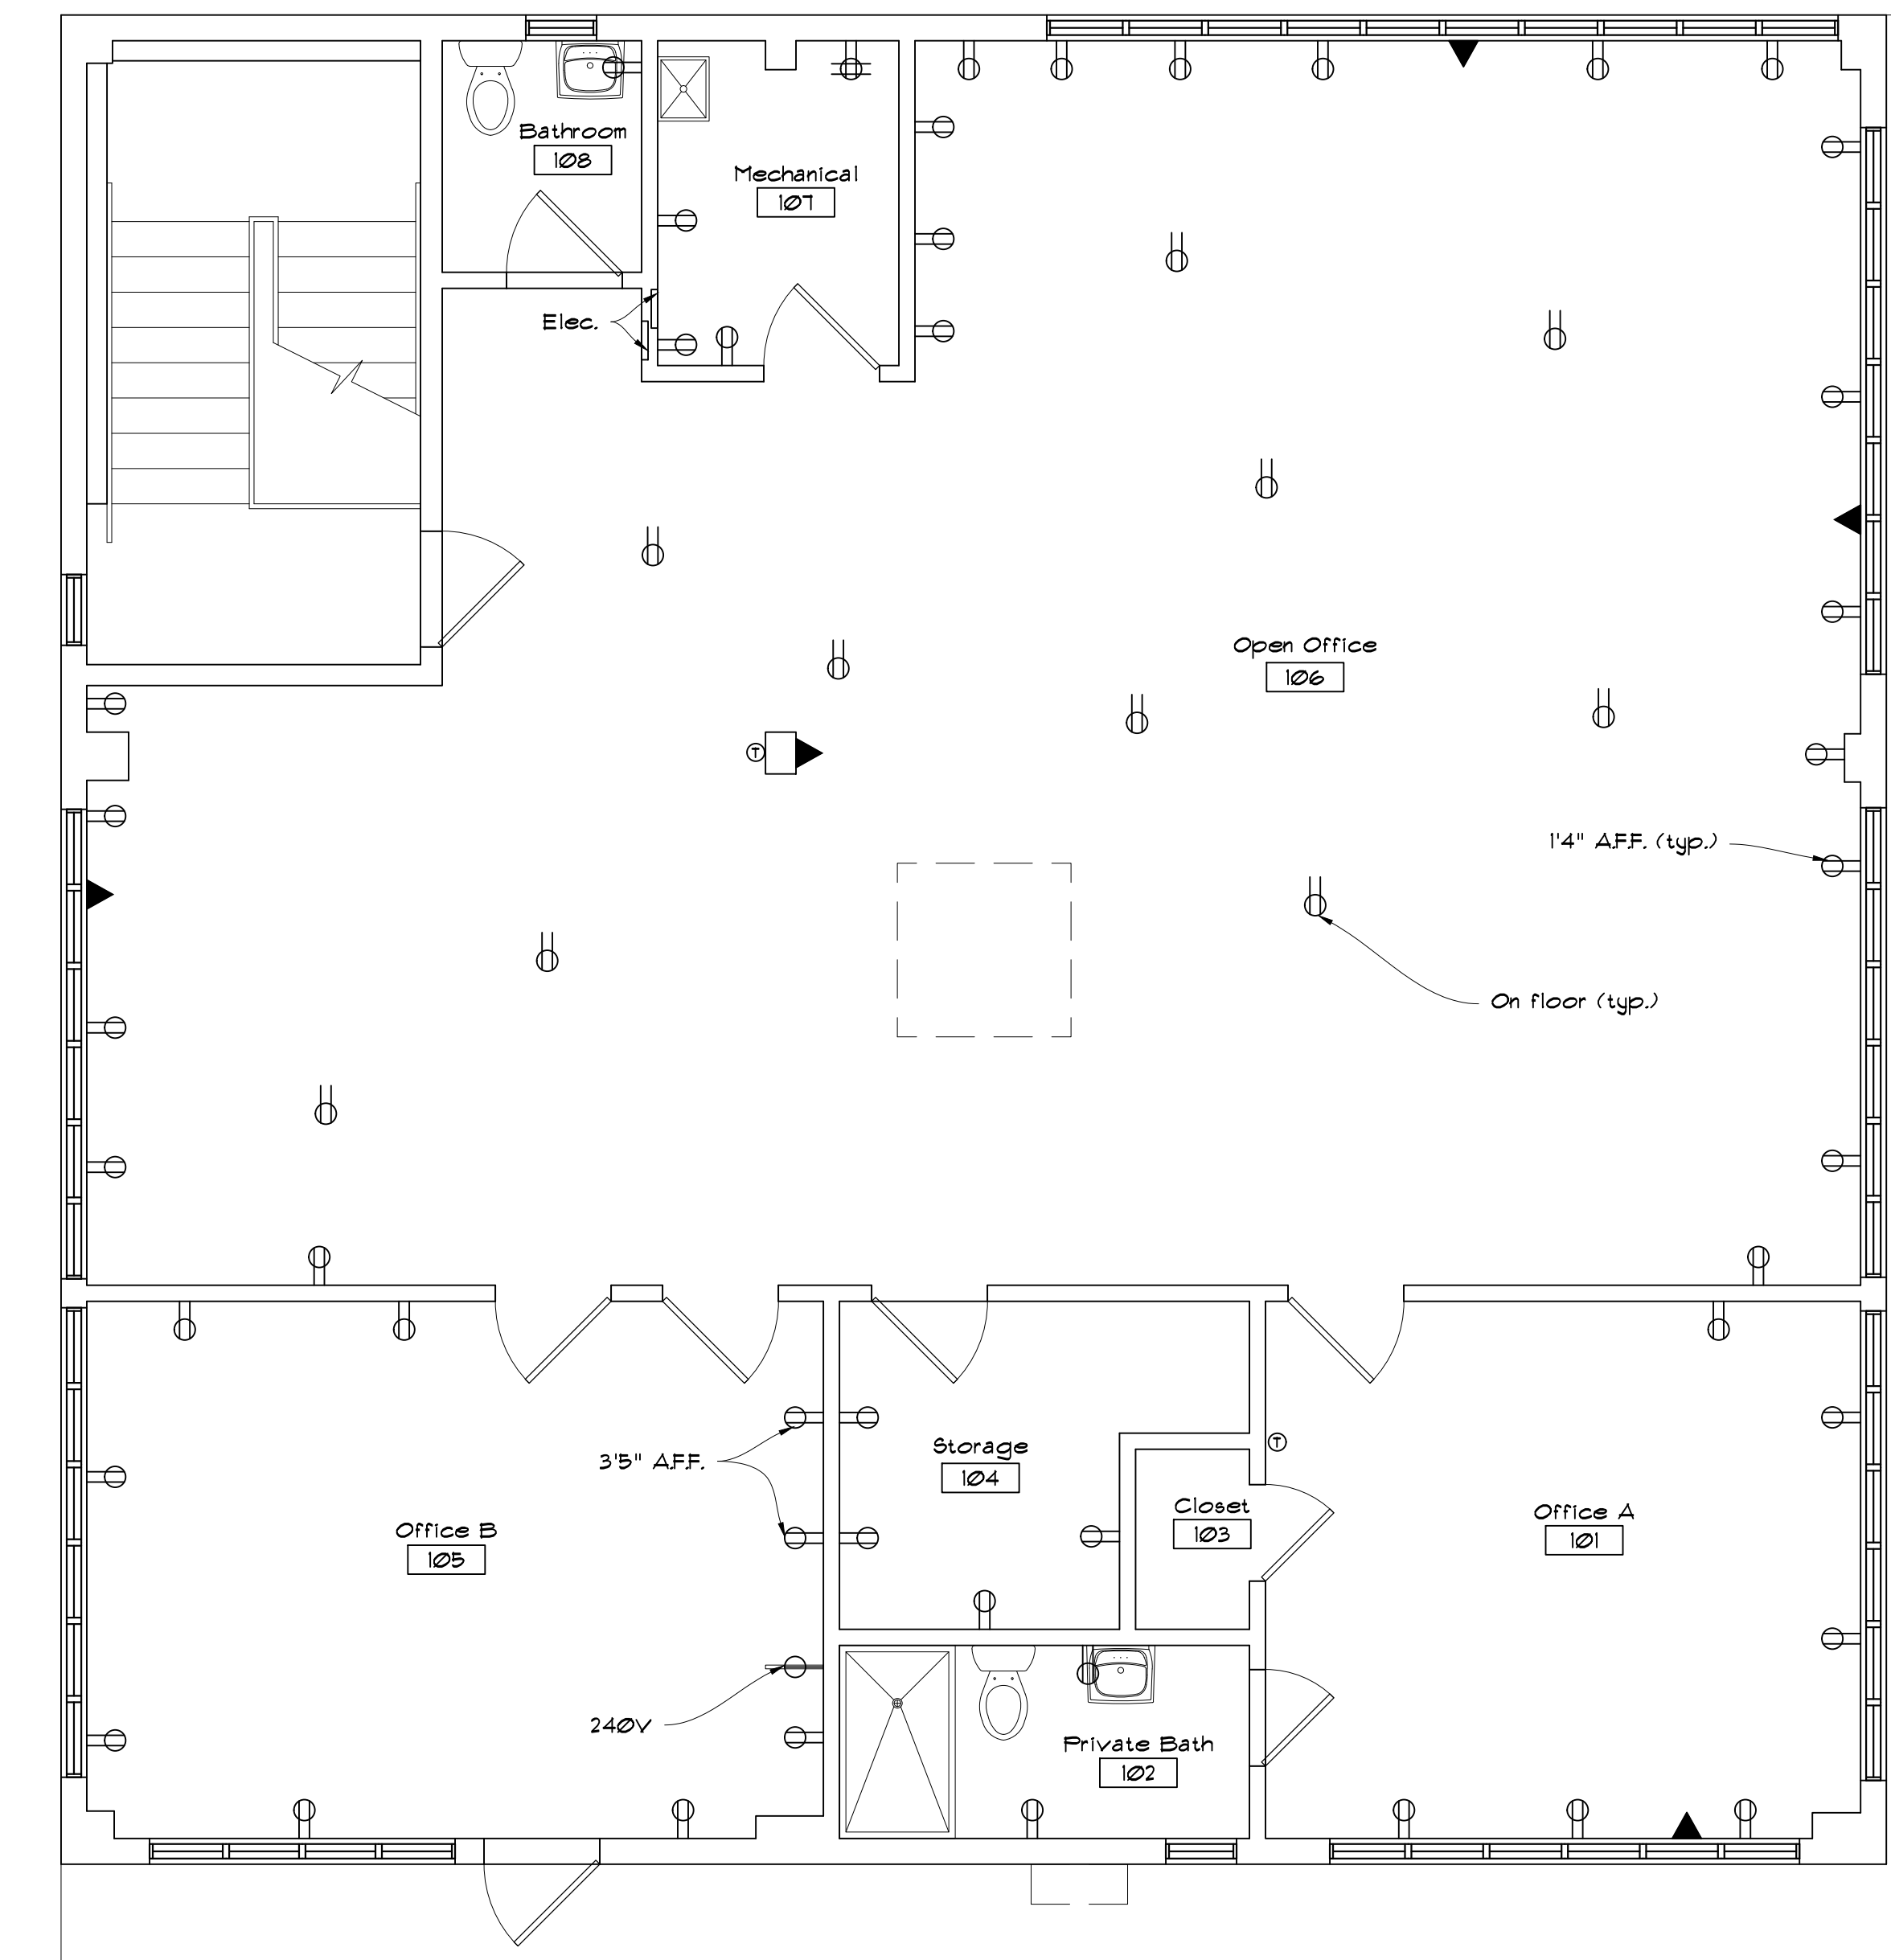 Bathroom
108
Mechanical
107
Elec.
Open Office
106
T
1'4" A.F.F. (typ.)
On floor (typ.)
3'5" A.F.F.
Storage
104
T
Closet
103
Office A
101
Office B
105
240V
Private Bath
102